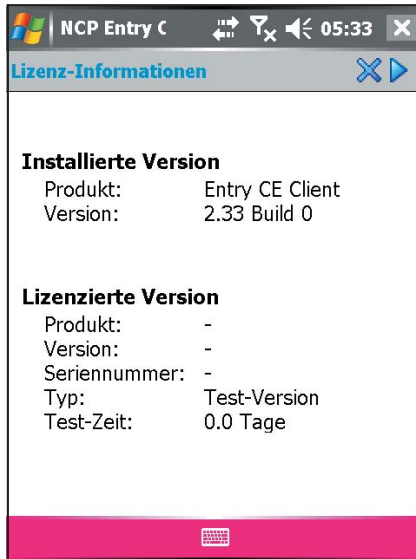 NCP Entry C 05:33
Lizenz-Informationen
Installierte Version
Produkt: Entry CE Client
Version: 2.33 Build 0
Lizenzierte Version
Produkt: -
Version: -
Seriennummer: -
Typ: Test-Version
Test-Zeit: 0.0 Tage